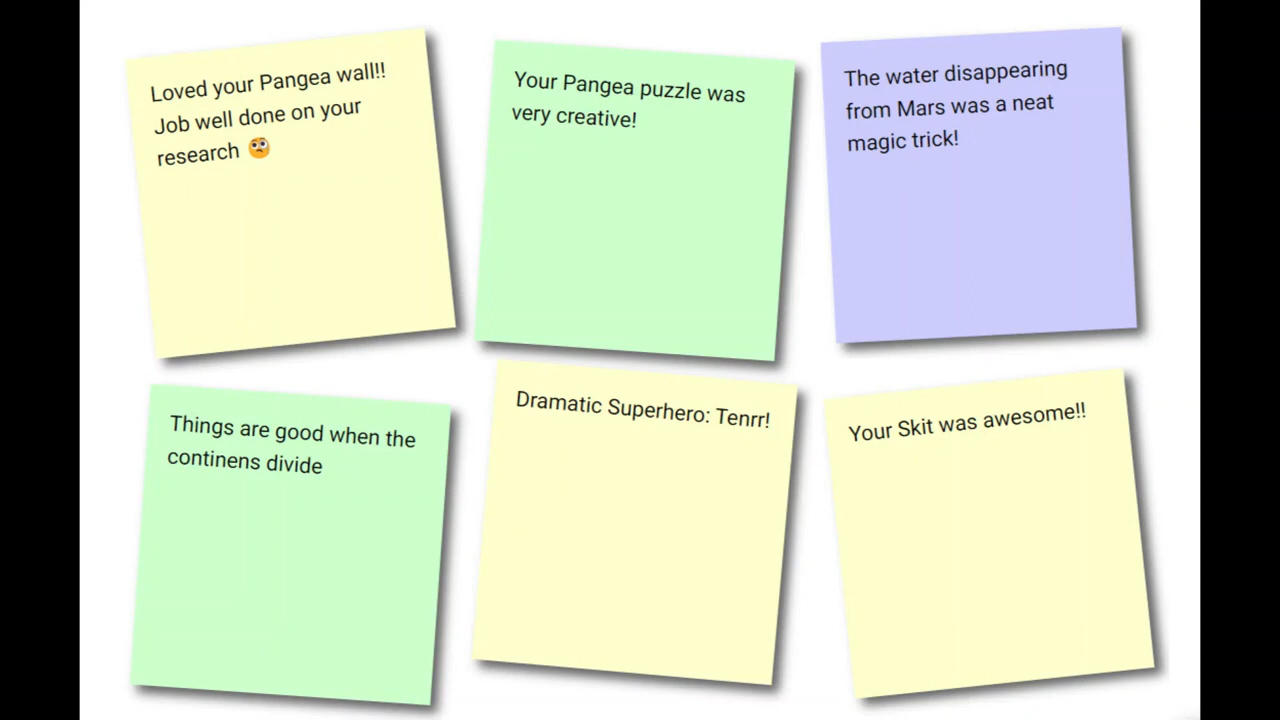 Loved your Pangea wall!!
Job well done on your
research 🙄
Your Pangea puzzle was
very creative!
The water disappearing
from Mars was a neat
magic trick!
Things are good when the
continens divide
Dramatic Superhero: Tenrr!
Your Skit was awesome!!